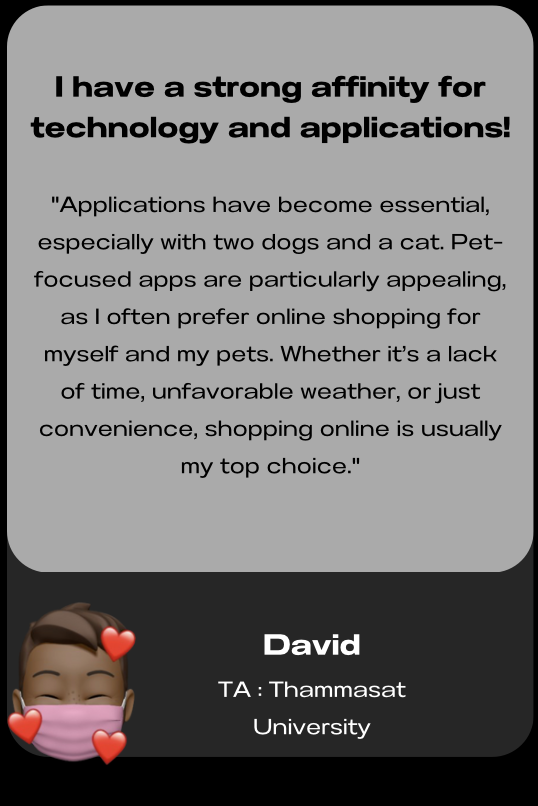 I have a strong affinity for
technology and applications!
"Applications have become essential,
especially with two dogs and a cat. Pet-
focused apps are particularly appealing,
as I often prefer online shopping for
myself and my pets. Whether it’s a lack
of time, unfavorable weather, or just
convenience, shopping online is usually
my top choice."
David
TA : Thammasat
University